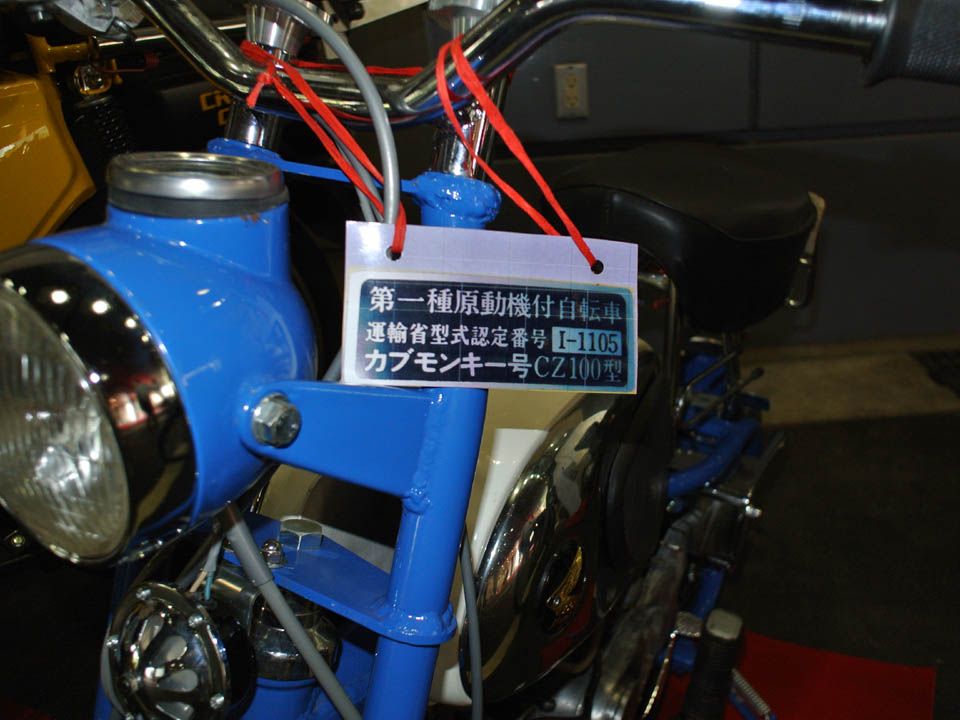 第一種原動機付自転車
運輸省型式認定番号 I-1105
カブモンキー号CZ100型